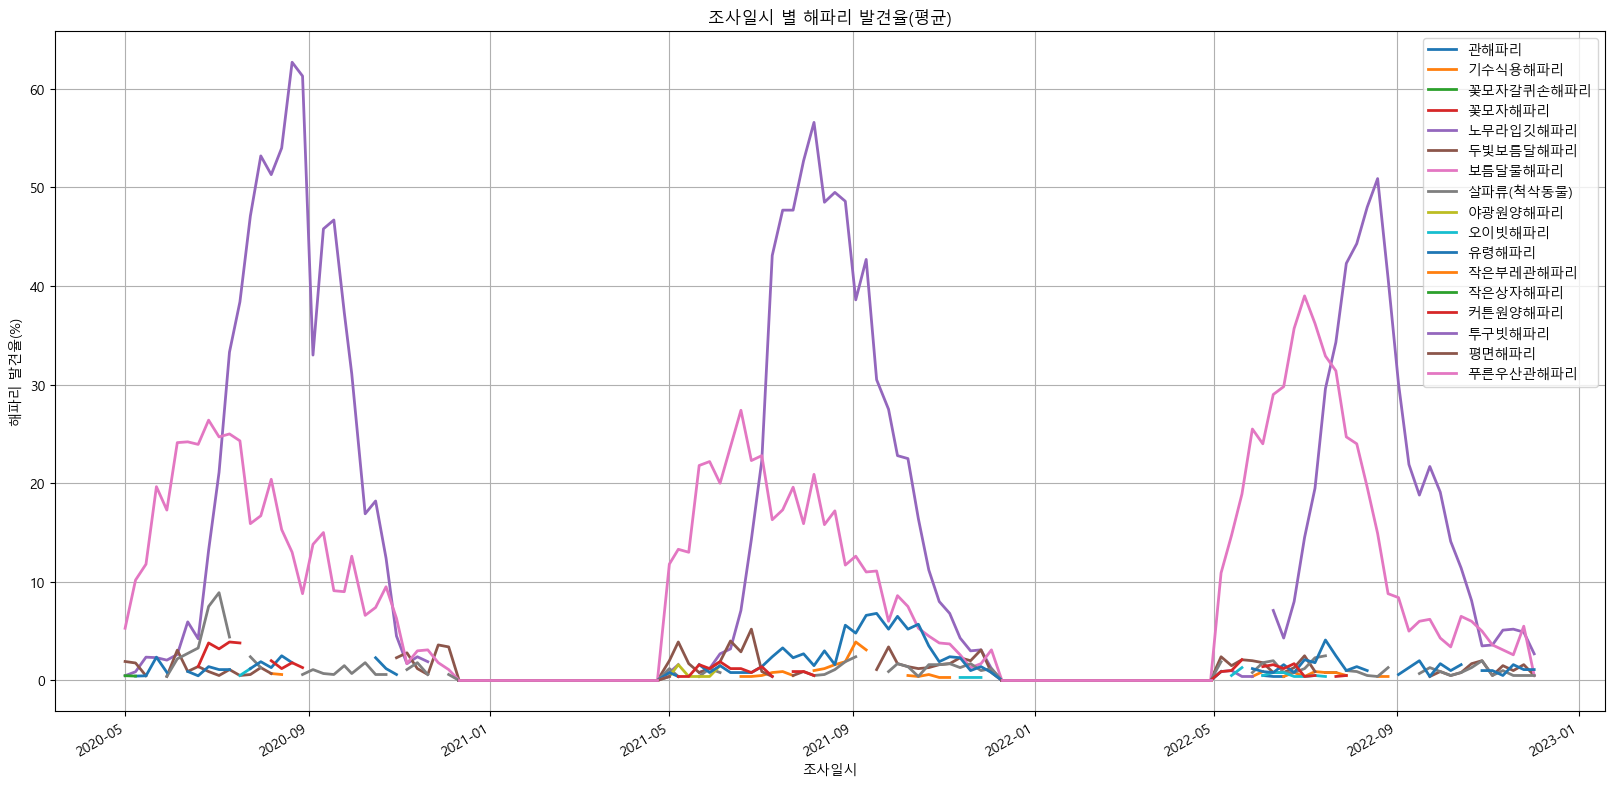 조사일시 별 해파리 발견율(평균)
해파리 발견율(%)
60
50
40
30
20
10
0
관해파리
기수식용해파리
꽃모자갈퀴손해파리
꽃모자해파리
노무라입깃해파리
두빛보름달해파리
보름달물해파리
살파류(척삭동물)
야광원양해파리
오이빗해파리
유령해파리
작은부레관해파리
작은상자해파리
커튼원양해파리
투구빗해파리
평면해파리
푸른우산관해파리
2020-05
2020-09
2021-01
2021-05
2021-09
2022-01
2022-05
2022-09
2023-01
조사일시